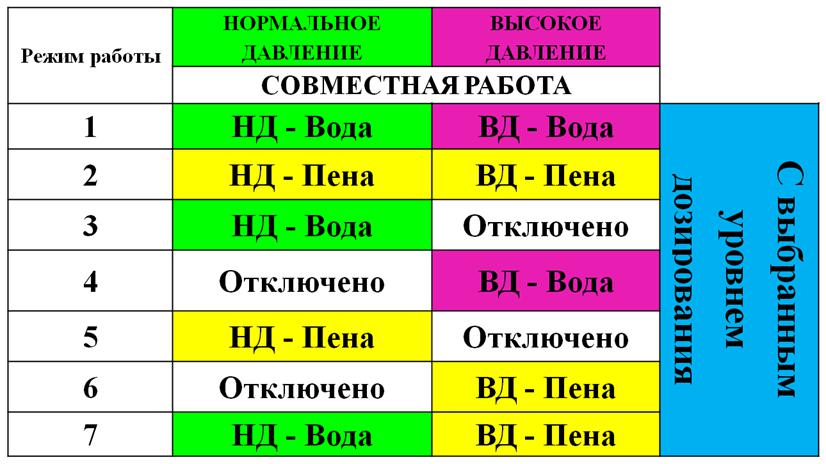 Режим работы
НОРМАЛЬНОЕ
ДАВЛЕНИЕ
ВЫСОКОЕ
ДАВЛЕНИЕ
СОВМЕСТНАЯ РАБОТА
1
НД - Вода
ВД - Вода
2
НД - Пена
ВД - Пена
3
НД - Вода
Отключено
4
Отключено
ВД - Вода
5
НД - Пена
Отключено
6
Отключено
ВД - Пена
7
НД - Вода
ВД - Пена
С выбранным
уровнем
дозирования